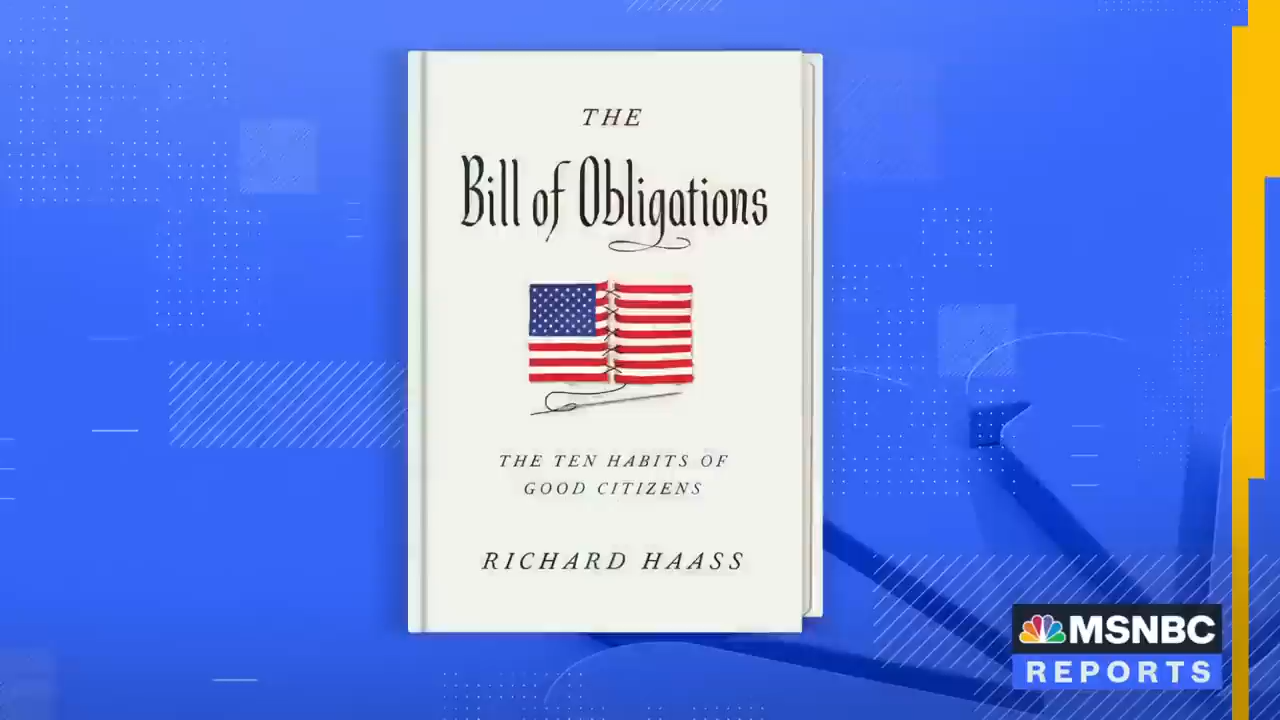 THE
Bill of Obligations
THE TEN HABITS OF
GOOD CITIZENS
RICHARD HAASS
MSNBC
REPORTS